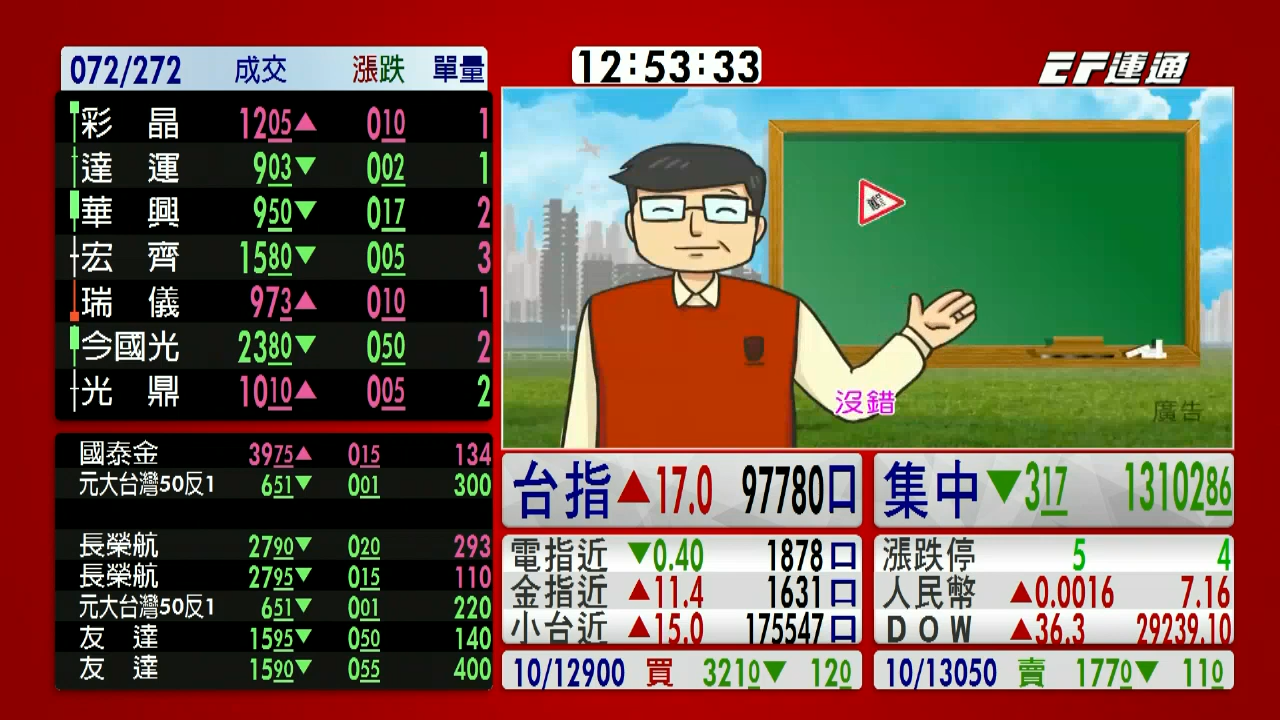 072/272 成交 漲跌 單量
彩晶 1205▲ 010 1
達運 903▼ 002 1
華興 950▼ 017 2
宏齊 1580▼ 005 3
瑞儀 973▲ 010 1
今國光 2380▼ 050 2
光鼎 1010▲ 005 2
國泰金 3975▲ 015 134
元大台灣50反1 651▼ 001 300
長榮航 2790▼ 020 293
長榮航 2795▼ 015 110
元大台灣50反1 651▼ 001 220
友達 1595▼ 050 140
友達 1590▼ 055 400
12:53:33
EF運通
沒錯
廣告
台指▲17.0 97780口
集中▼317 1310286
電指近 ▼0.40 1878口
金指近 ▲11.4 1631口
小台近 ▲15.0 175547口
漲跌停 5 4
人民幣 ▲0.0016 7.16
DOW ▲36.3 29239.10
10/12900 買 3210▼ 120
10/13050 賣 1770▼ 110